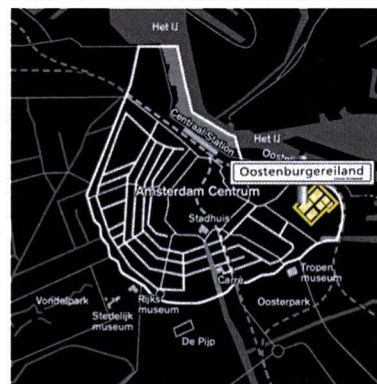 Het IJ
Centraal Station
Het IJ
Oostenburgereiland
Amsterdam Centrum
Stadhuis
Carré
Tropen
museum
Vondelpark
Rijks
museum
Oosterpark
Stedelijk
museum
De Pijp